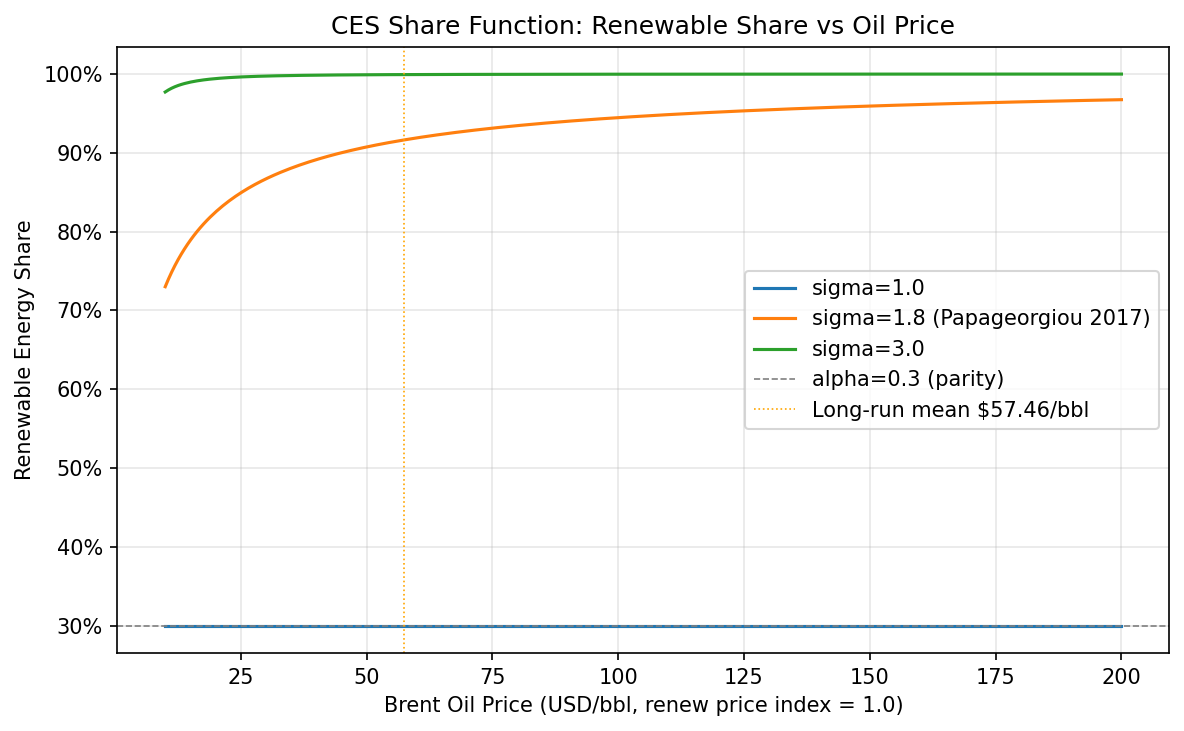 CES Share Function: Renewable Share vs Oil Price
Renewable Energy Share
100%
90%
80%
70%
60%
50%
40%
30%
sigma=1.0
sigma=1.8 (Papageorgiou 2017)
sigma=3.0
alpha=0.3 (parity)
Long-run mean $57.46/bbl
25 50 75 100 125 150 175 200
Brent Oil Price (USD/bbl, renew price index = 1.0)